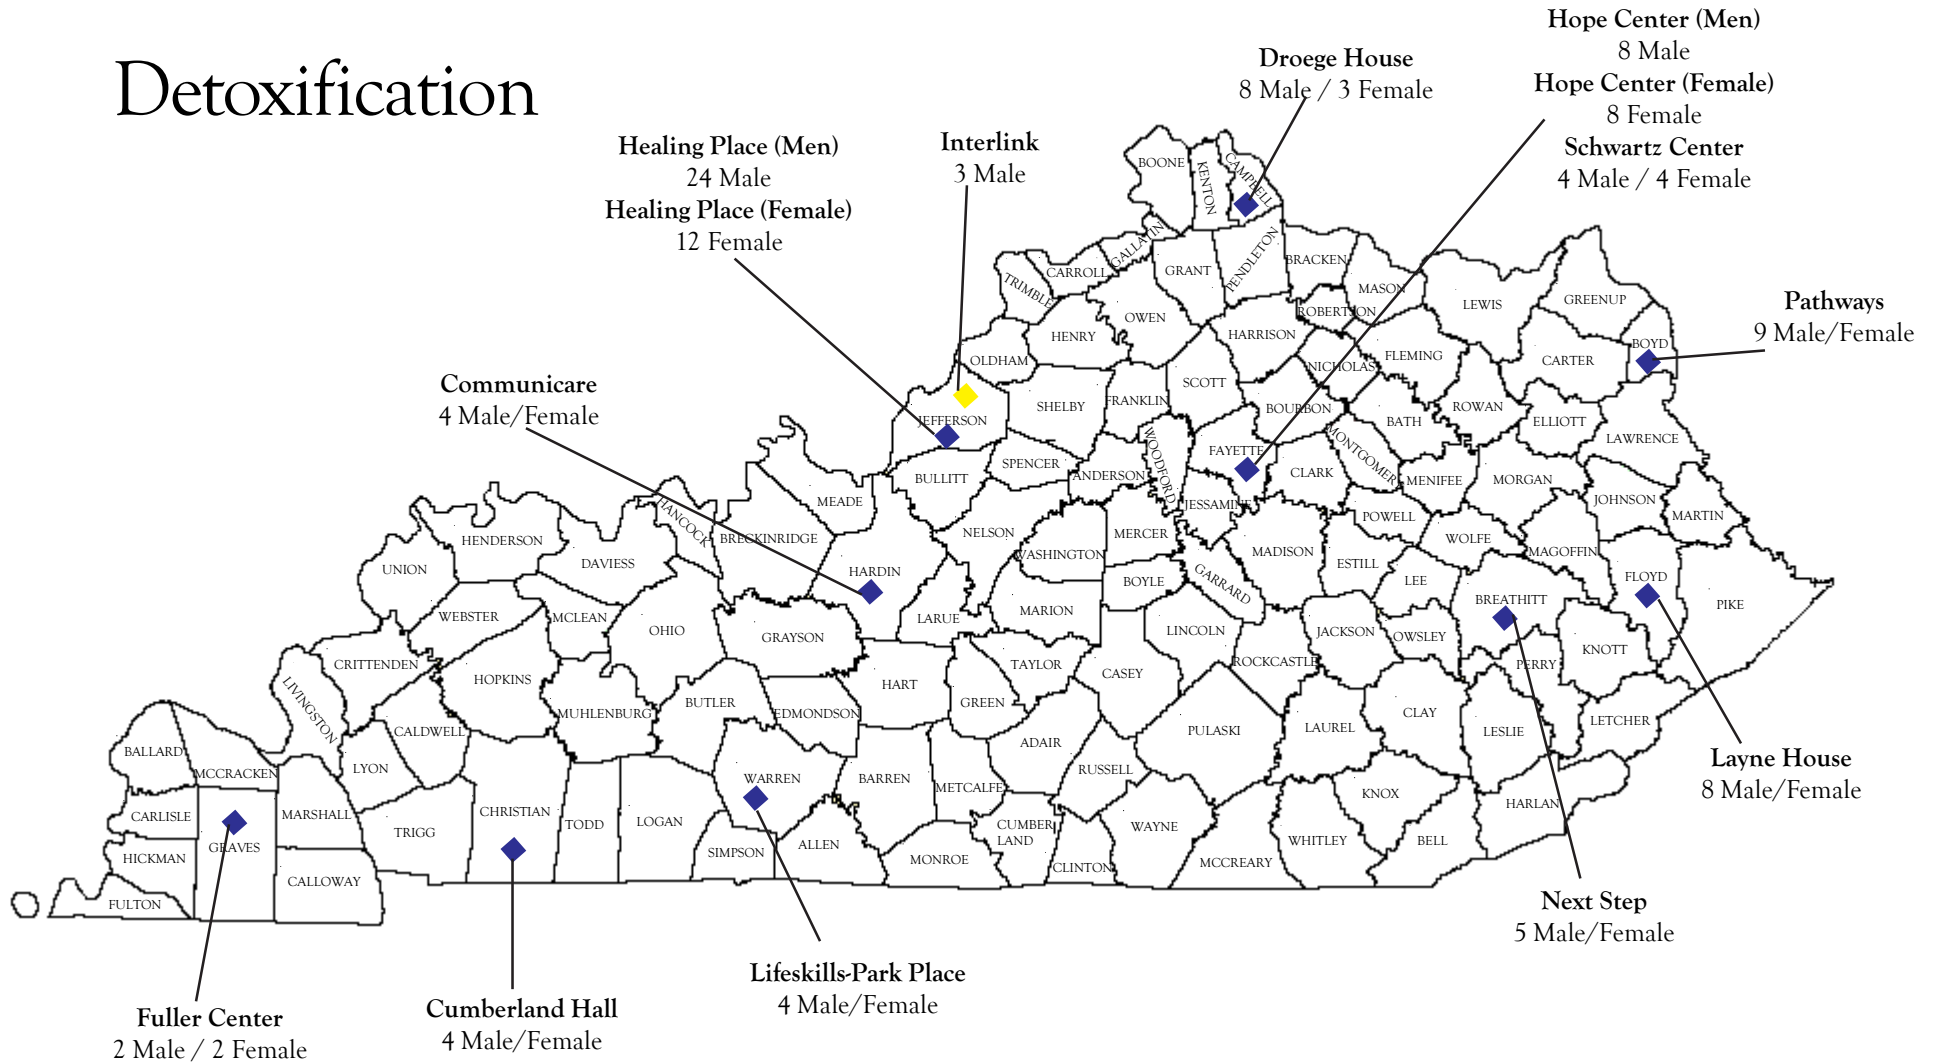 Detoxification
Hope Center (Men)
8 Male
Hope Center (Female)
8 Female
Schwartz Center
4 Male / 4 Female
Droege House
8 Male / 3 Female
Interlink
3 Male
Healing Place (Men)
24 Male
Healing Place (Female)
12 Female
Pathways
9 Male/Female
Communicare
4 Male/Female
BOONE
KENTON
CAMPBELL
GALLATIN
CARROLL
TRIMBLE
GRANT
PENDLETON
BRACKEN
MASON
ROBERTSON
LEWIS
GREENUP
OWEN
HENRY
HARRISON
OLDHAM
NICHOLAS
FLEMING
CARTER
BOYD
SCOTT
SHELBY
FRANKLIN
BOURBON
BATH
ROWAN
ELLIOTT
LAWRENCE
JEFFERSON
WOODFORD
FAYETTE
MONTGOMERY
CLARK
MENIFEE
MORGAN
JOHNSON
MARTIN
BULLITT
SPENCER
ANDERSON
JESSAMINE
POWELL
WOLFE
MAGOFFIN
MEADE
HANCOCK
BRECKINRIDGE
NELSON
WASHINGTON
MERCER
MADISON
ESTILL
LEE
FLOYD
PIKE
HENDERSON
DAVIESS
UNION
HARDIN
BOYLE
GARRARD
BREATHITT
WEBSTER
MCLEAN
OHIO
GRAYSON
LARUE
MARION
LINCOLN
JACKSON
OWSLEY
PERRY
KNOTT
CRITTENDEN
LIVINGSTON
HOPKINS
HART
TAYLOR
CASEY
ROCKCASTLE
MUHLENBURG
BUTLER
EDMONDSON
GREEN
PULASKI
LAUREL
CLAY
LESLIE
LETCHER
CALDWELL
LYON
ADAIR
RUSSELL
BALLARD
MCCRACKEN
WARREN
BARREN
METCALFE
KNOX
HARLAN
CARLISLE
GRAVES
MARSHALL
TRIGG
CHRISTIAN
TODD
LOGAN
SIMPSON
ALLEN
MONROE
CUMBER
LAND
CLINTON
WAYNE
MCCREARY
WHITLEY
BELL
HICKMAN
FULTON
CALLOWAY
Layne House
8 Male/Female
Next Step
5 Male/Female
Lifeskills-Park Place
4 Male/Female
Cumberland Hall
4 Male/Female
Fuller Center
2 Male / 2 Female